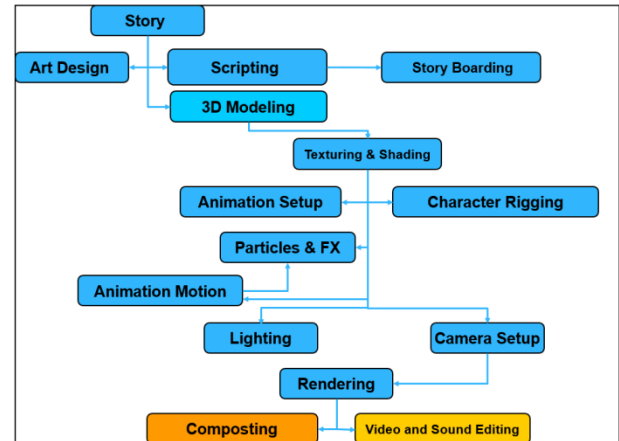 Story
Art Design
Scripting
Story Boarding
3D Modeling
Texturing & Shading
Animation Setup
Character Rigging
Particles & FX
Animation Motion
Lighting
Camera Setup
Rendering
Composting
Video and Sound Editing